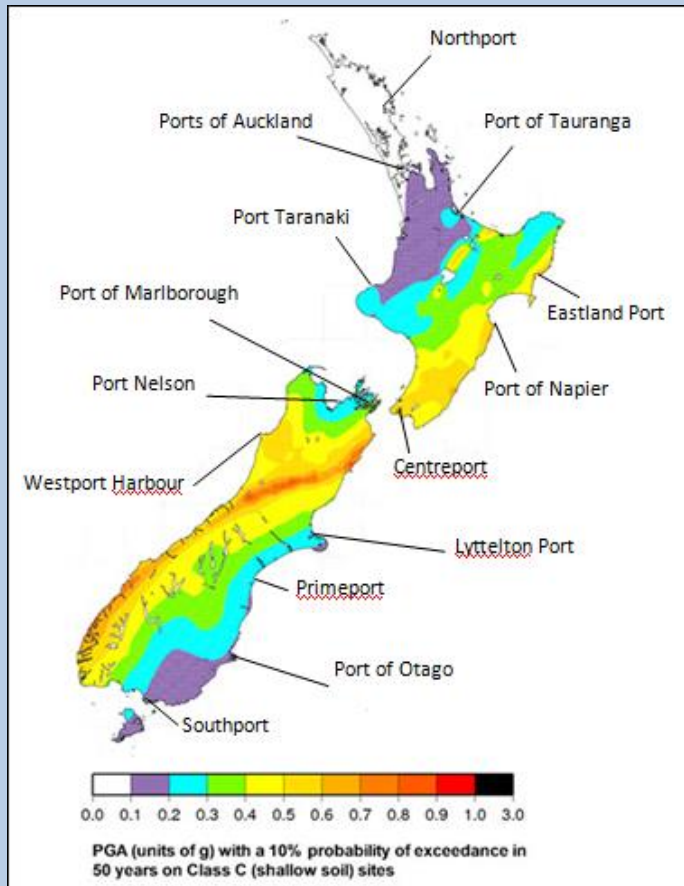 Northport
Ports of Auckland
Port of Tauranga
Port Taranaki
Port of Marlborough
Eastland Port
Port Nelson
Port of Napier
Westport Harbour
Centreport
Lyttelton Port
Primeport
Port of Otago
Southport
0.0 0.1 0.2 0.3 0.4 0.5 0.6 0.7 0.8 0.9 1.0 3.0
PGA (units of g) with a 10% probability of exceedance in
50 years on Class C (shallow soil) sites